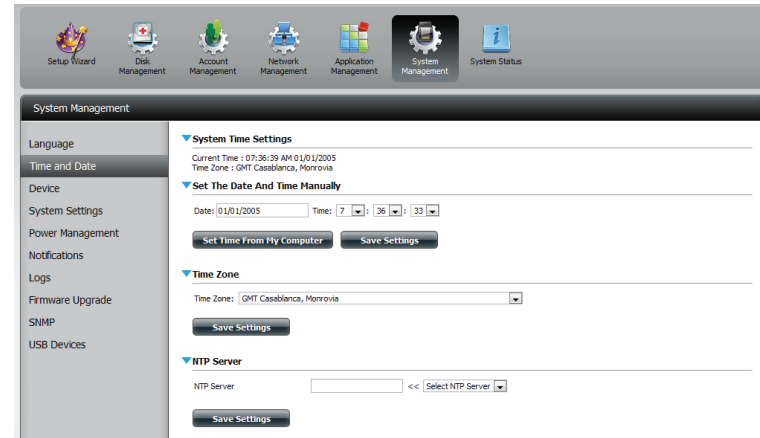 Setup Wizard
Disk Management
Account Management
Network Management
Application Management
System Management
System Status
System Management
Language
Time and Date
Device
System Settings
Power Management
Notifications
Logs
Firmware Upgrade
SNMP
USB Devices
System Time Settings
Current Time : 07:36:39 AM 01/01/2005
Time Zone : GMT Casablanca, Monrovia
Set The Date And Time Manually
Date: 01/01/2005 Time: 7 : 36 : 33
Set Time From My Computer Save Settings
Time Zone
Time Zone: GMT Casablanca, Monrovia
Save Settings
NTP Server
NTP Server << Select NTP Server
Save Settings